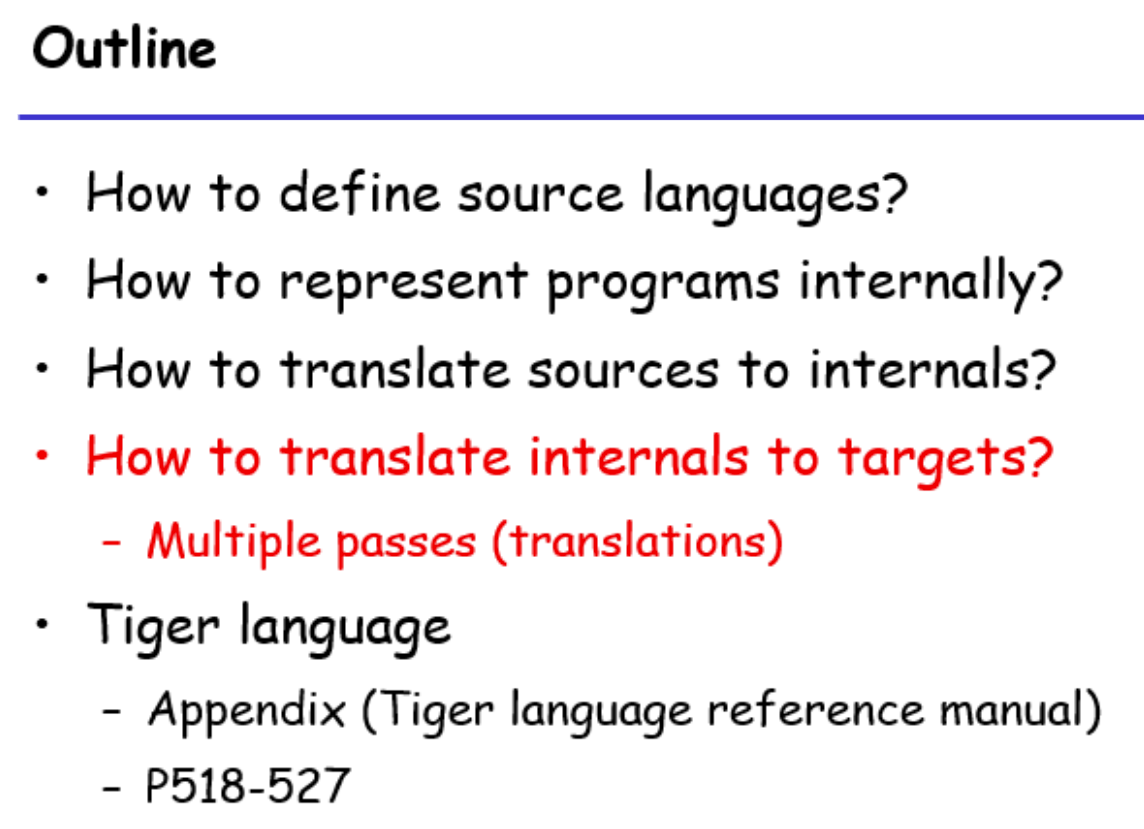 Outline
• How to define source languages?
• How to represent programs internally?
• How to translate sources to internals?
• How to translate internals to targets?
– Multiple passes (translations)
• Tiger language
– Appendix (Tiger language reference manual)
– P518-527